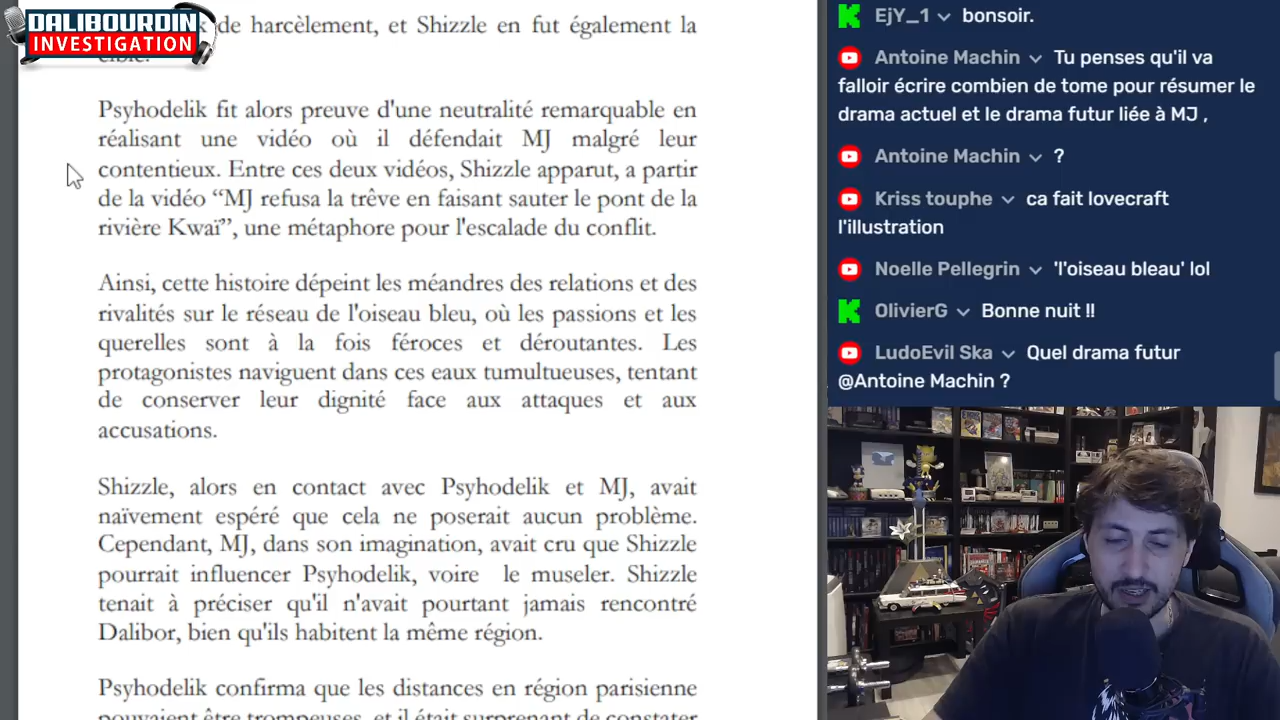 DALIBOURDIN
INVESTIGATION
de harcèlement, et Shizzle en fut également la
Psyhodelik fit alors preuve d'une neutralité remarquable en
réalisant une vidéo où il défendait MJ malgré leur
contentieux. Entre ces deux vidéos, Shizzle apparut, a partir
de la vidéo “MJ refusa la trêve en faisant sauter le pont de la
rivière Kwaï”, une métaphore pour l'escalade du conflit.
Ainsi, cette histoire dépeint les méandres des relations et des
rivalités sur le réseau de l'oiseau bleu, où les passions et les
querelles sont à la fois féroces et déroutantes. Les
protagonistes naviguent dans ces eaux tumultueuses, tentant
de conserver leur dignité face aux attaques et aux
accusations.
Shizzle, alors en contact avec Psyhodelik et MJ, avait
naïvement espéré que cela ne poserait aucun problème.
Cependant, MJ, dans son imagination, avait cru que Shizzle
pourrait influencer Psyhodelik, voire le museler. Shizzle
tenait à préciser qu'il n'avait pourtant jamais rencontré
Dalibor, bien qu'ils habitent la même région.
Psyhodelik confirma que les distances en région parisienne
pouvaient être trompeuses, et il était surprenant de constater
EjY_1 bonsoir.
Antoine Machin Tu penses qu'il va
falloir écrire combien de tome pour résumer le
drama actuel et le drama futur liée à MJ ,
Antoine Machin ?
Kriss touphe ca fait lovecraft
l'illustration
Noelle Pellegrin 'l'oiseau bleau' lol
OlivierG Bonne nuit !!
LudoEvil Ska Quel drama futur
@Antoine Machin ?